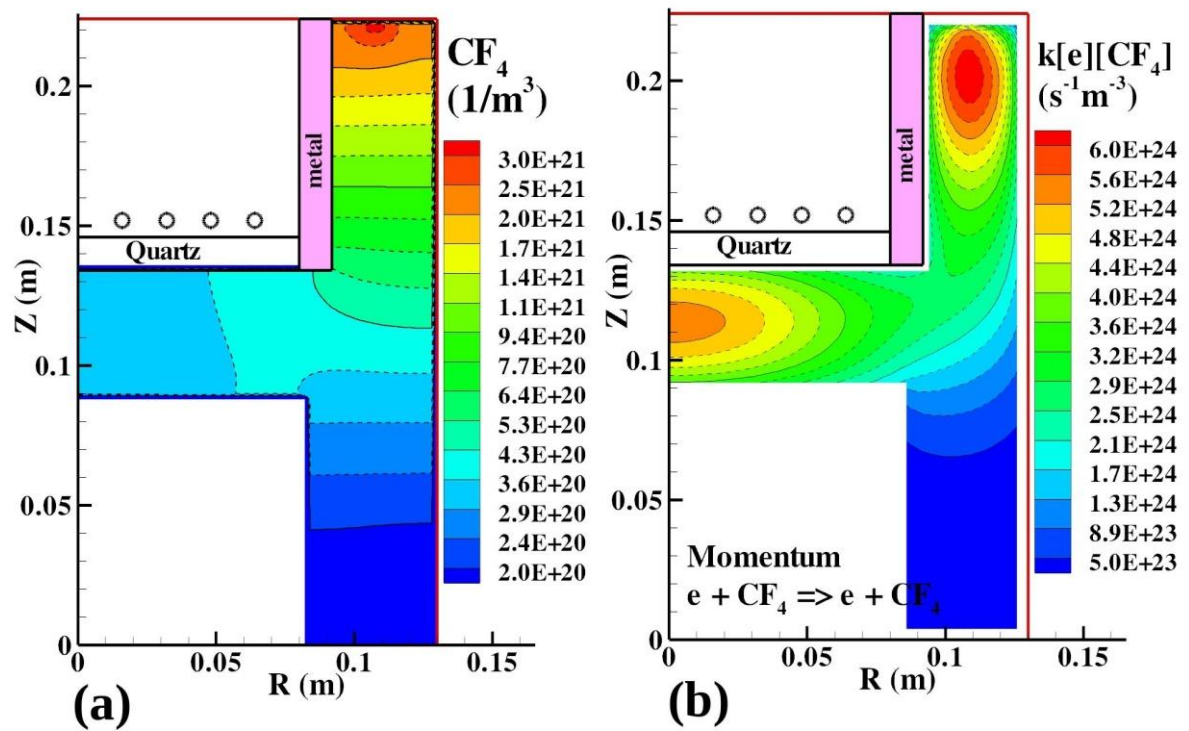 CF₄
(1/m³)
3.0E+21
2.5E+21
2.0E+21
1.7E+21
1.4E+21
1.1E+21
9.4E+20
7.7E+20
6.4E+20
5.3E+20
4.3E+20
3.6E+20
2.9E+20
2.4E+20
2.0E+20
metal
Quartz
Z (m)
0.2
0.15
0.1
0.05
0
0 0.05 0.1 0.15
R (m)
(a)
k[e][CF₄]
(s⁻¹m⁻³)
6.0E+24
5.6E+24
5.2E+24
4.8E+24
4.4E+24
4.0E+24
3.6E+24
3.2E+24
2.9E+24
2.5E+24
2.1E+24
1.7E+24
1.3E+24
8.9E+23
5.0E+23
metal
Quartz
Z (m)
0.2
0.15
0.1
0.05
0
Momentum
e + CF₄ => e + CF₄
0 0.05 0.1 0.15
R (m)
(b)